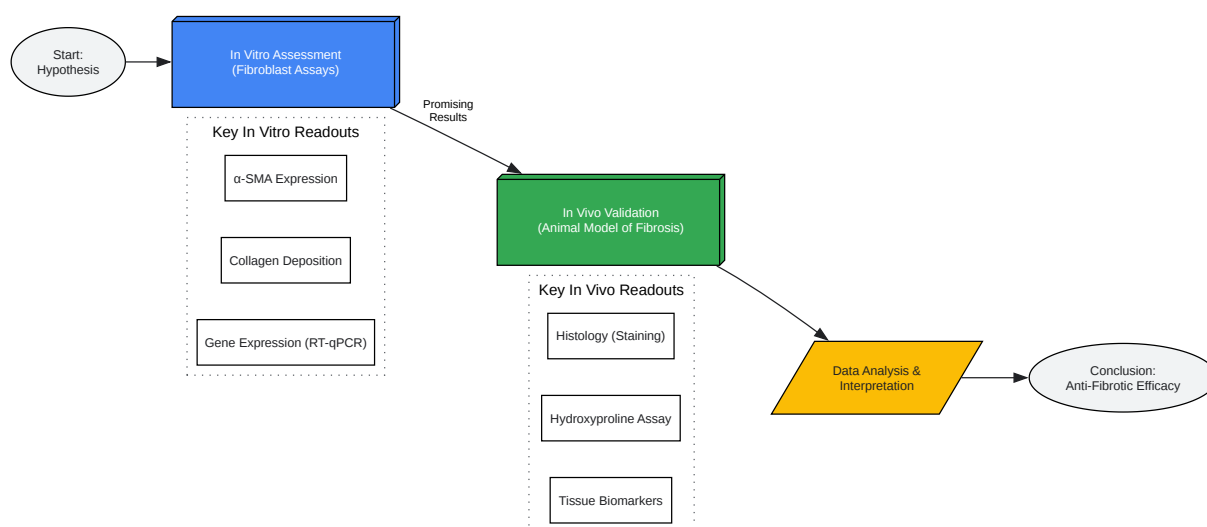 Start:
Hypothesis
In Vitro Assessment
(Fibroblast Assays)
Promising
Results
Key In Vitro Readouts
α-SMA Expression
Collagen Deposition
Gene Expression (RT-qPCR)
In Vivo Validation
(Animal Model of Fibrosis)
Key In Vivo Readouts
Histology (Staining)
Hydroxyproline Assay
Tissue Biomarkers
Data Analysis &
Interpretation
Conclusion:
Anti-Fibrotic Efficacy